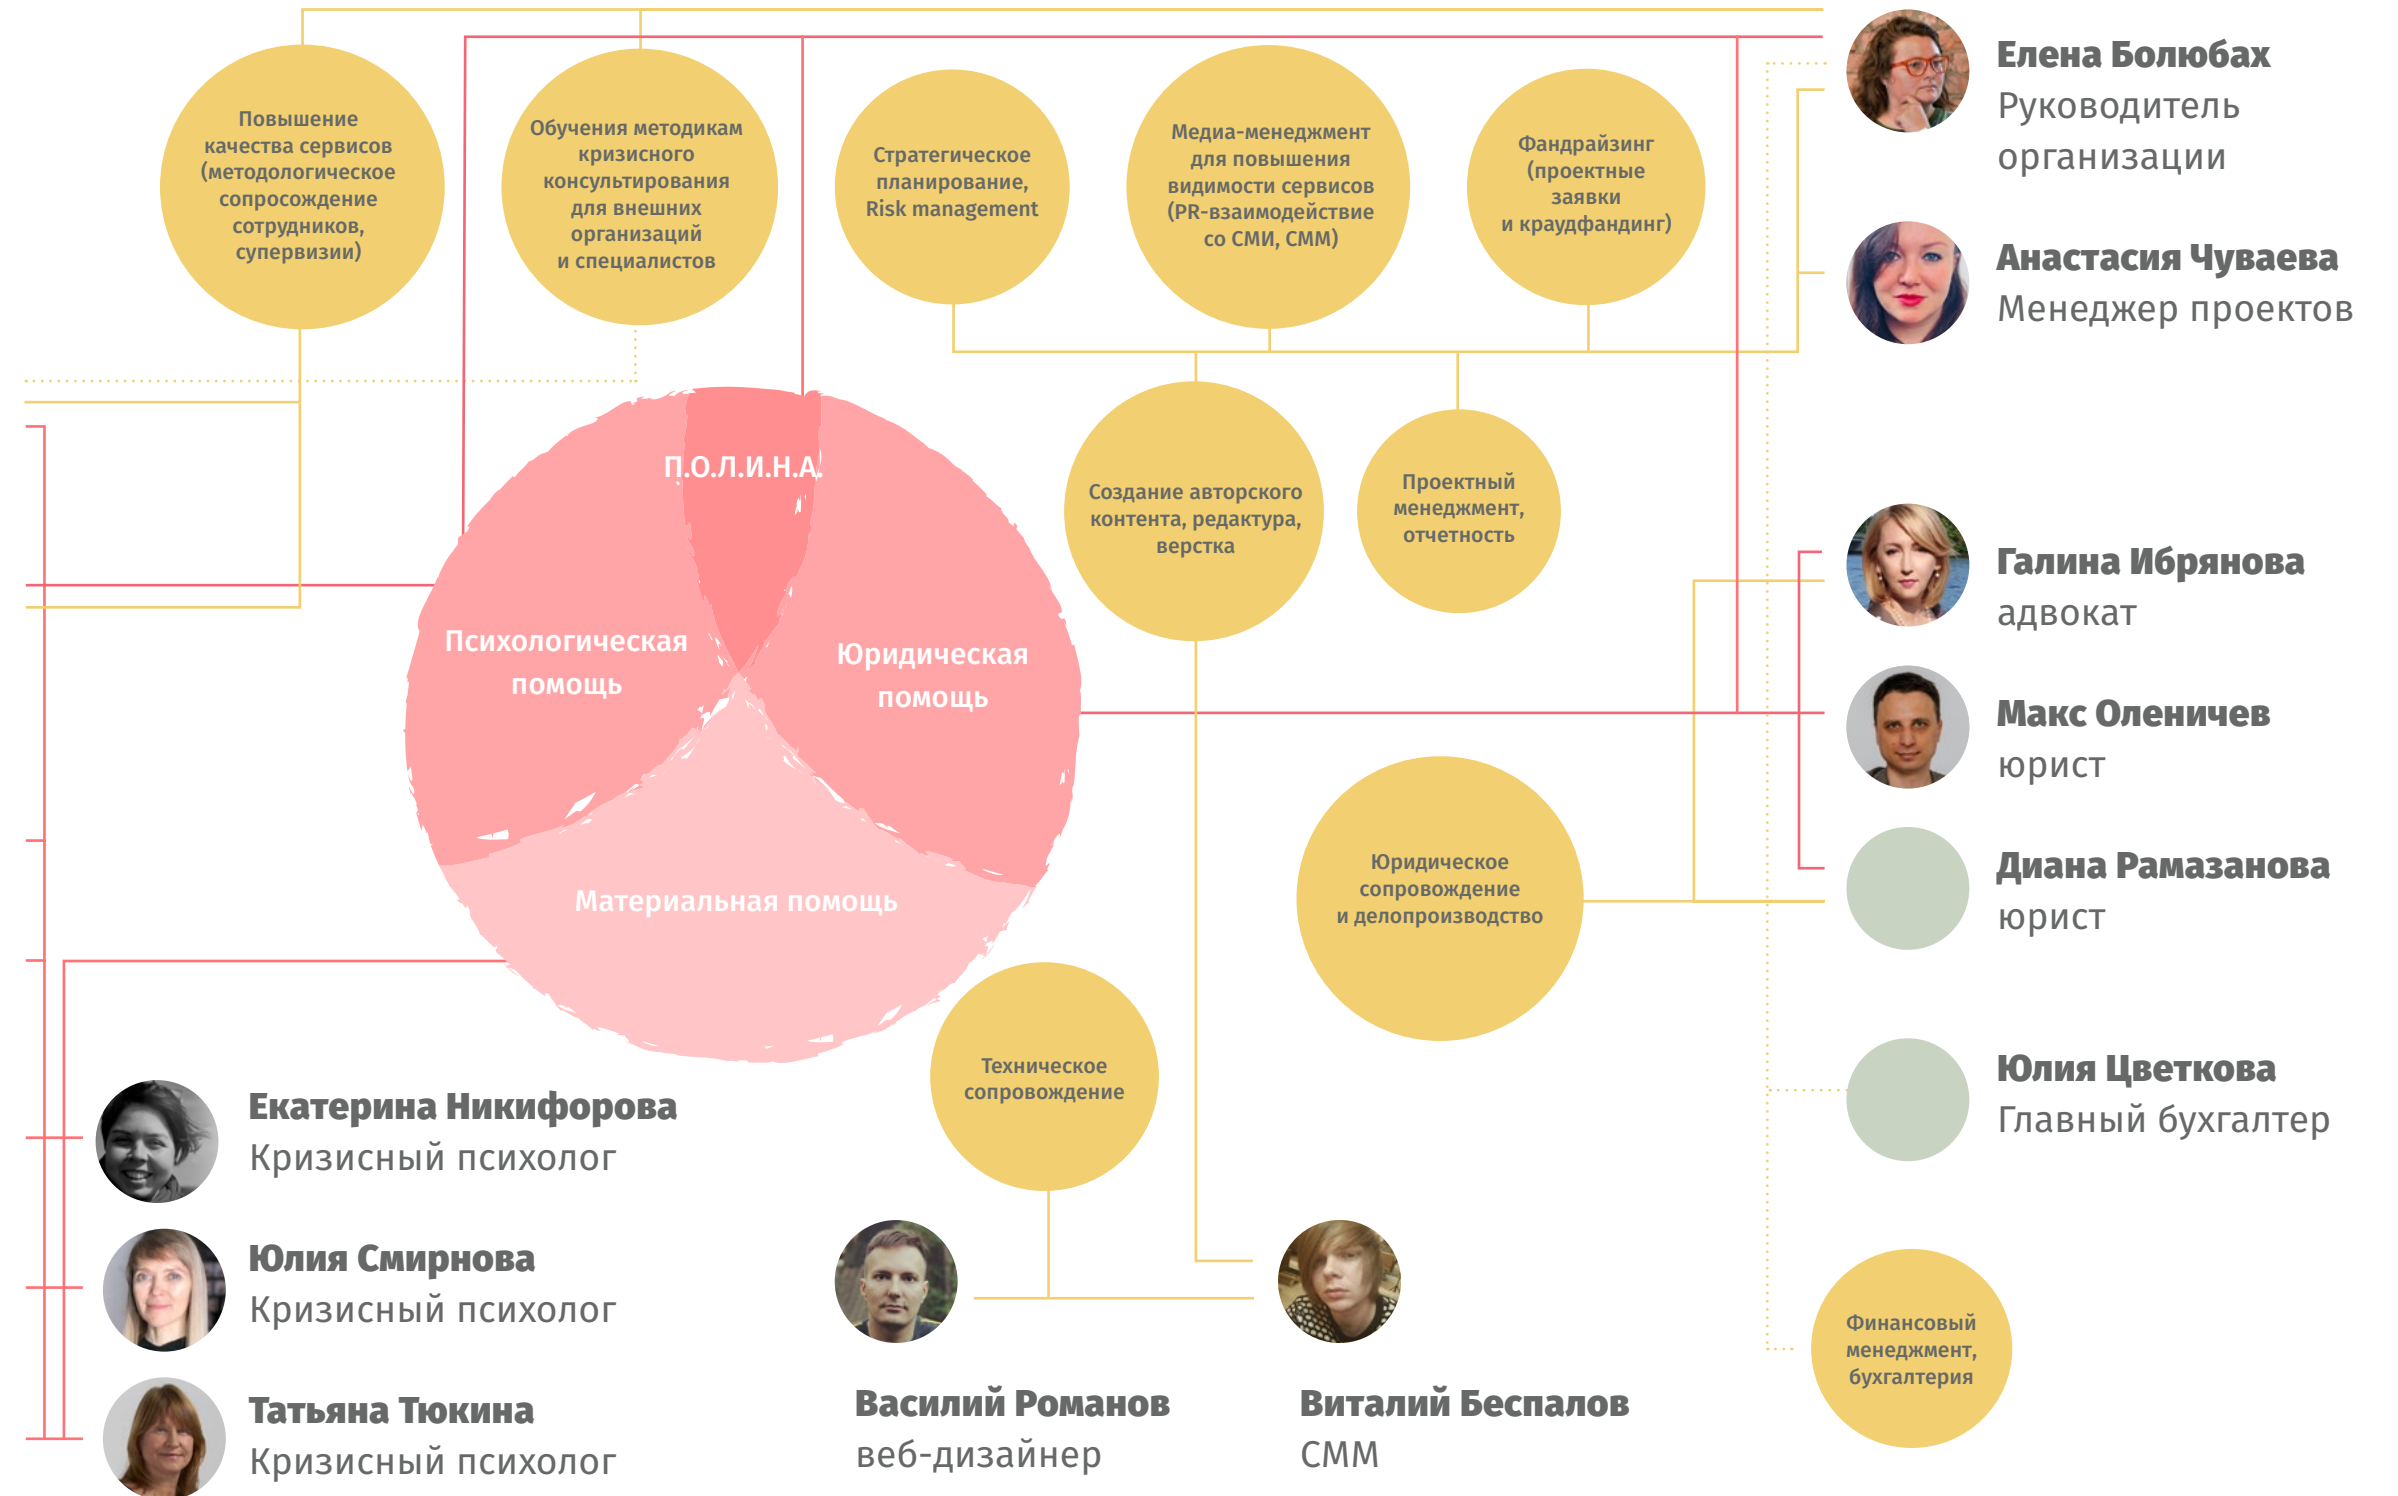 Повышение
качества сервисов
(методологическое
сопросождение
сотрудников,
супервизии)
Обучения методикам
кризисного
консультирования
для внешних
организаций
и специалистов
Стратегическое
планирование,
Risk management
Медиа-менеджмент
для повышения
видимости сервисов
(PR-взаимодействие
со СМИ, СММ)
Фандрайзинг
(проектные
заявки
и краудфандинг)
Елена Болюбах
Руководитель
организации
Анастасия Чуваева
Менеджер проектов
П.О.Л.И.Н.А.
Создание авторского
контента, редактура,
верстка
Проектный
менеджмент,
отчетность
Психологическая
помощь
Юридическая
помощь
Материальная помощь
Галина Ибрянова
адвокат
Макс Оленичев
юрист
Юридическое
сопровождение
и делопроизводство
Диана Рамазанова
юрист
Техническое
сопровождение
Юлия Цветкова
Главный бухгалтер
Екатерина Никифорова
Кризисный психолог
Юлия Смирнова
Кризисный психолог
Татьяна Тюкина
Кризисный психолог
Василий Романов
веб-дизайнер
Виталий Беспалов
СММ
Финансовый
менеджмент,
бухгалтерия